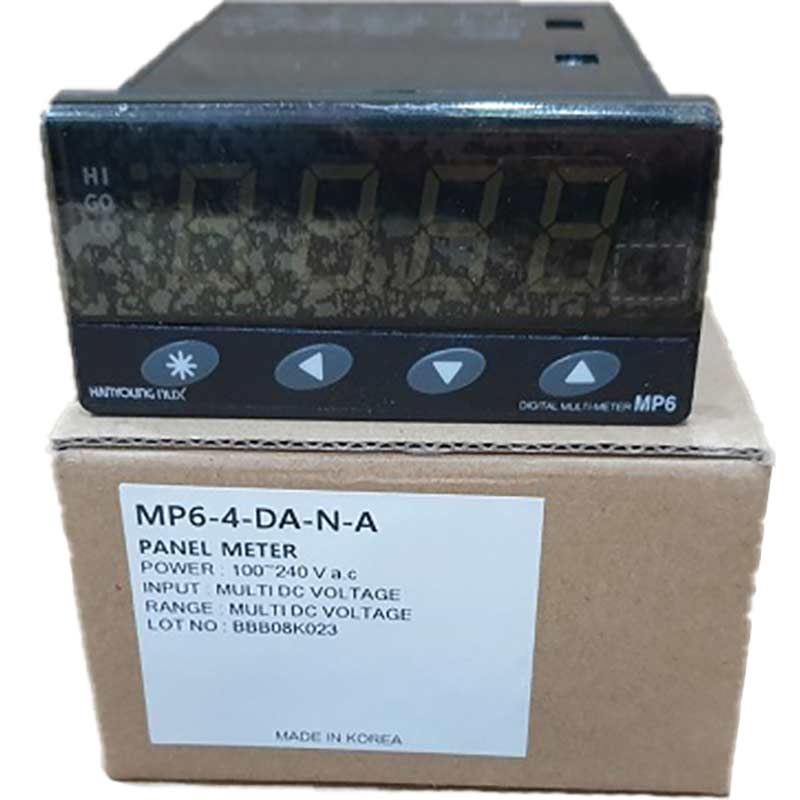 HI
GO
LO
HANYOUNG NUX
DIGITAL MULTI-METER MP6
MP6-4-DA-N-A
PANEL METER
POWER : 100~240 V a.c
INPUT : MULTI DC VOLTAGE
RANGE : MULTI DC VOLTAGE
LOT NO : BBB08K023
MADE IN KOREA